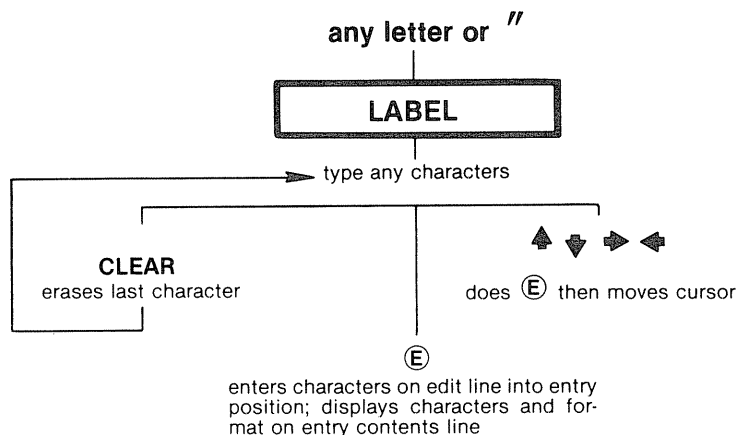 any letter or "
LABEL
type any characters
CLEAR
erases last character
does Ⓔ then moves cursor
Ⓔ
enters characters on edit line into entry
position; displays characters and for-
mat on entry contents line